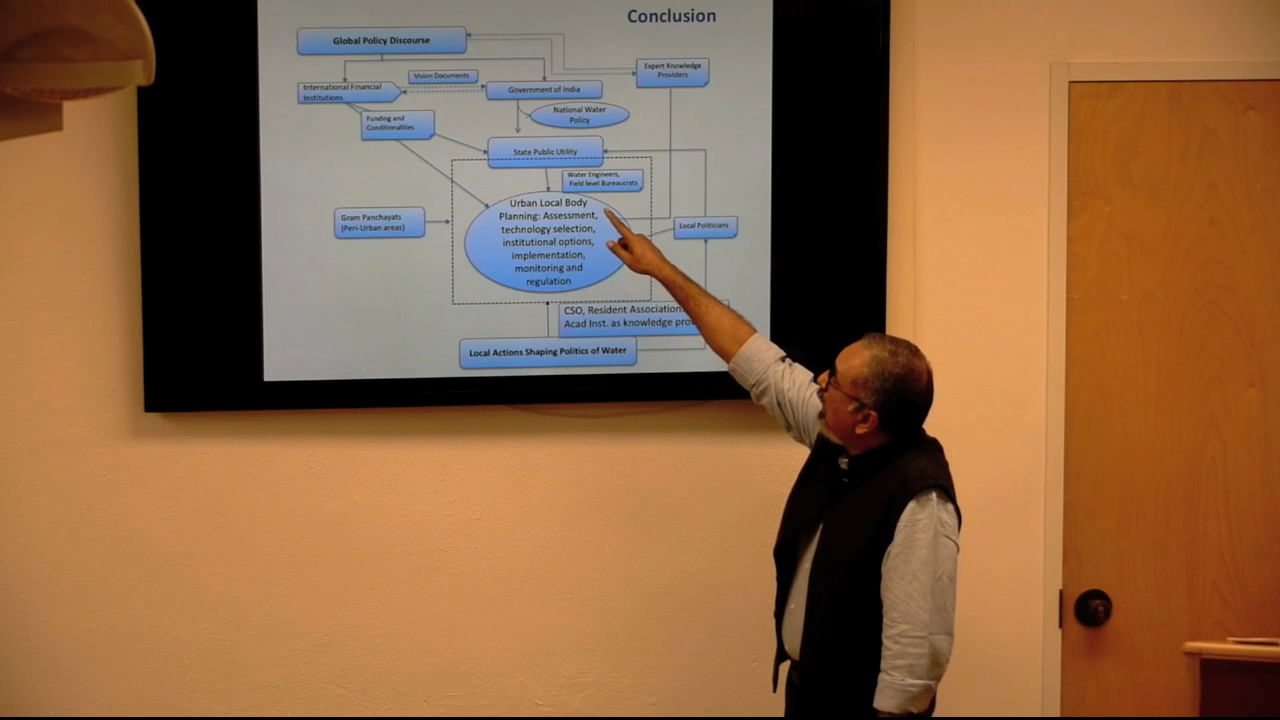 Conclusion
Global Policy Discourse
Expert Knowledge
Providers
Vision Documents
International Financial
Institutions
Government of India
National Water
Policy
Funding and
Conditionalities
State Public Utility
Water Engineers,
Field level Bureaucrats
Urban Local Body
Planning: Assessment,
technology selection,
institutional options,
implementation,
monitoring and
regulation
Gram Panchayats
(Peri-Urban areas)
Local Politicians
CSO, Resident Association
Acad Inst. as knowledge
Local Actions Shaping Politics of Water